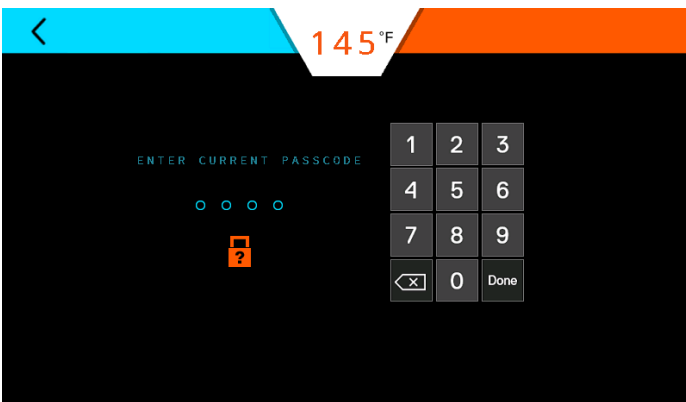 145°F
ENTER CURRENT PASSCODE
1 2 3
4 5 6
7 8 9
0 Done
?